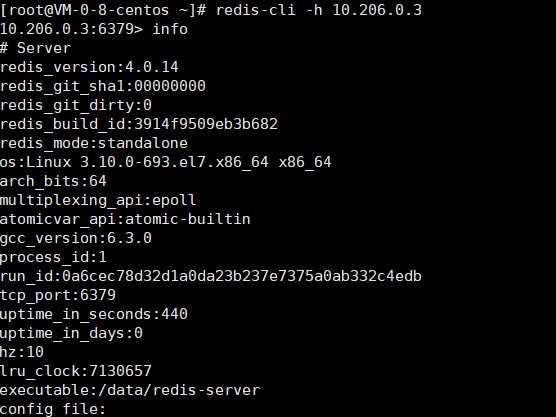 [root@VM-0-8-centos ~]# redis-cli -h 10.206.0.3
10.206.0.3:6379> info
# Server
redis_version:4.0.14
redis_git_sha1:00000000
redis_git_dirty:0
redis_build_id:3914f9509eb3b682
redis_mode:standalone
os:Linux 3.10.0-693.el7.x86_64 x86_64
arch_bits:64
multiplexing_api:epoll
atomicvar_api:atomic-builtin
gcc_version:6.3.0
process_id:1
run_id:0a6cec78d32d1a0da23b237e7375a0ab332c4edb
tcp_port:6379
uptime_in_seconds:440
uptime_in_days:0
hz:10
lru_clock:7130657
executable:/data/redis-server
config_file: